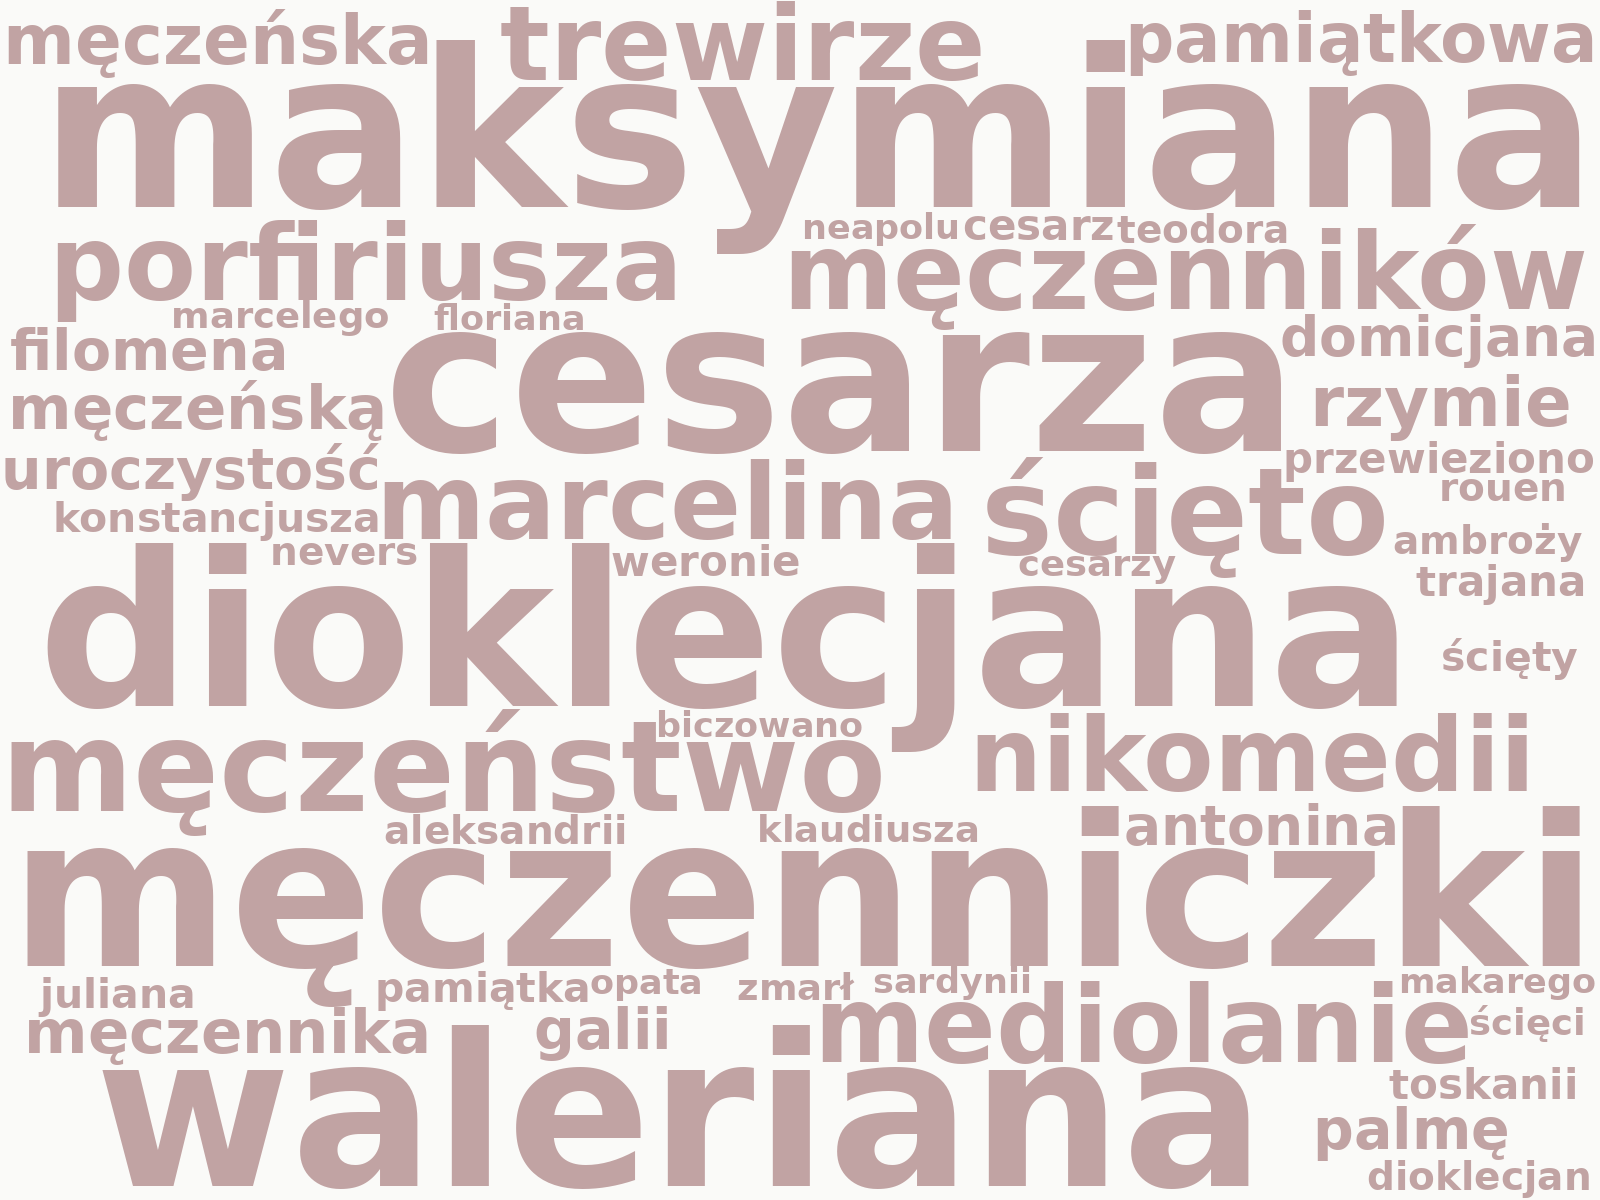 męczeńska trewirze pamiątkowa
maksymiana
neapolu cesarz teodora
porfiriusza męczenników
marcelego floriana
filomena cesarza domicjana
męczeńską rzymie
uroczystość marcelina ścięto przewieziono
rouen
konstancjusza ambroży
nevers weronie cesarzy
trajana
dioklecjana
ścięty
biczowano
męczeństwo nikomedii
aleksandrii klaudiusza antonina
męczenniczki
juliana pamiątka opata zmarł sardynii makarego
męczennika galii mediolanie ścięci
waleriana
toskanii
palmę
dioklecjan